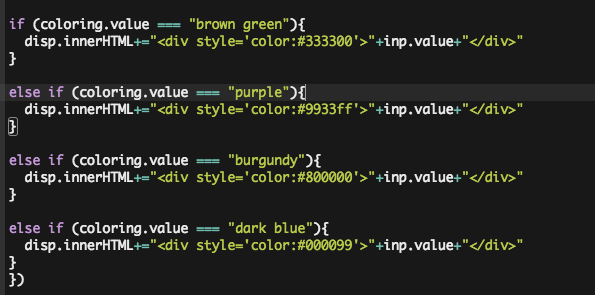 if (coloring.value === "brown green"){
disp.innerHTML+="<div style='color:#333300'>"+inp.value+"</div>"
}
else if (coloring.value === "purple"){
disp.innerHTML+="<div style='color:#9933ff'>"+inp.value+"</div>"
}
else if (coloring.value === "burgundy"){
disp.innerHTML+="<div style='color:#800000'>"+inp.value+"</div>"
}
else if (coloring.value === "dark blue"){
disp.innerHTML+="<div style='color:#000099'>"+inp.value+"</div>"
}
})